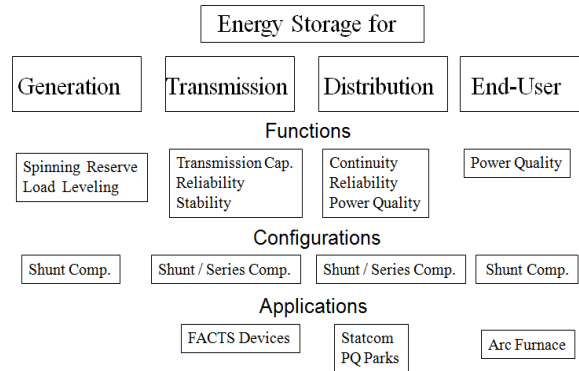 Energy Storage for
Generation
Transmission
Distribution
End-User
Functions
Spinning Reserve
Load Leveling
Transmission Cap.
Reliability
Stability
Continuity
Reliability
Power Quality
Power Quality
Configurations
Shunt Comp.
Shunt / Series Comp.
Shunt / Series Comp.
Shunt Comp.
Applications
FACTS Devices
Statcom
PQ Parks
Arc Furnace